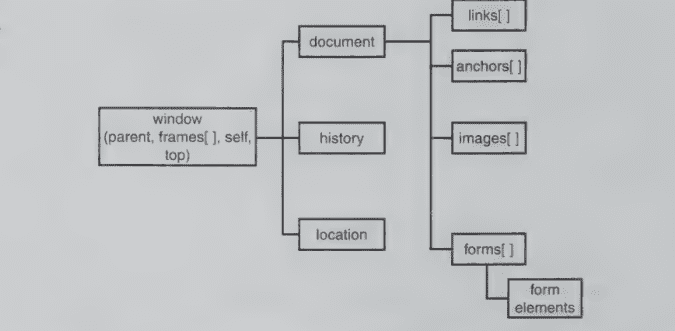 links[ ]
document
anchors[ ]
window
(parent, frames[ ], self,
top)
history
images[ ]
location
forms[ ]
form
elements